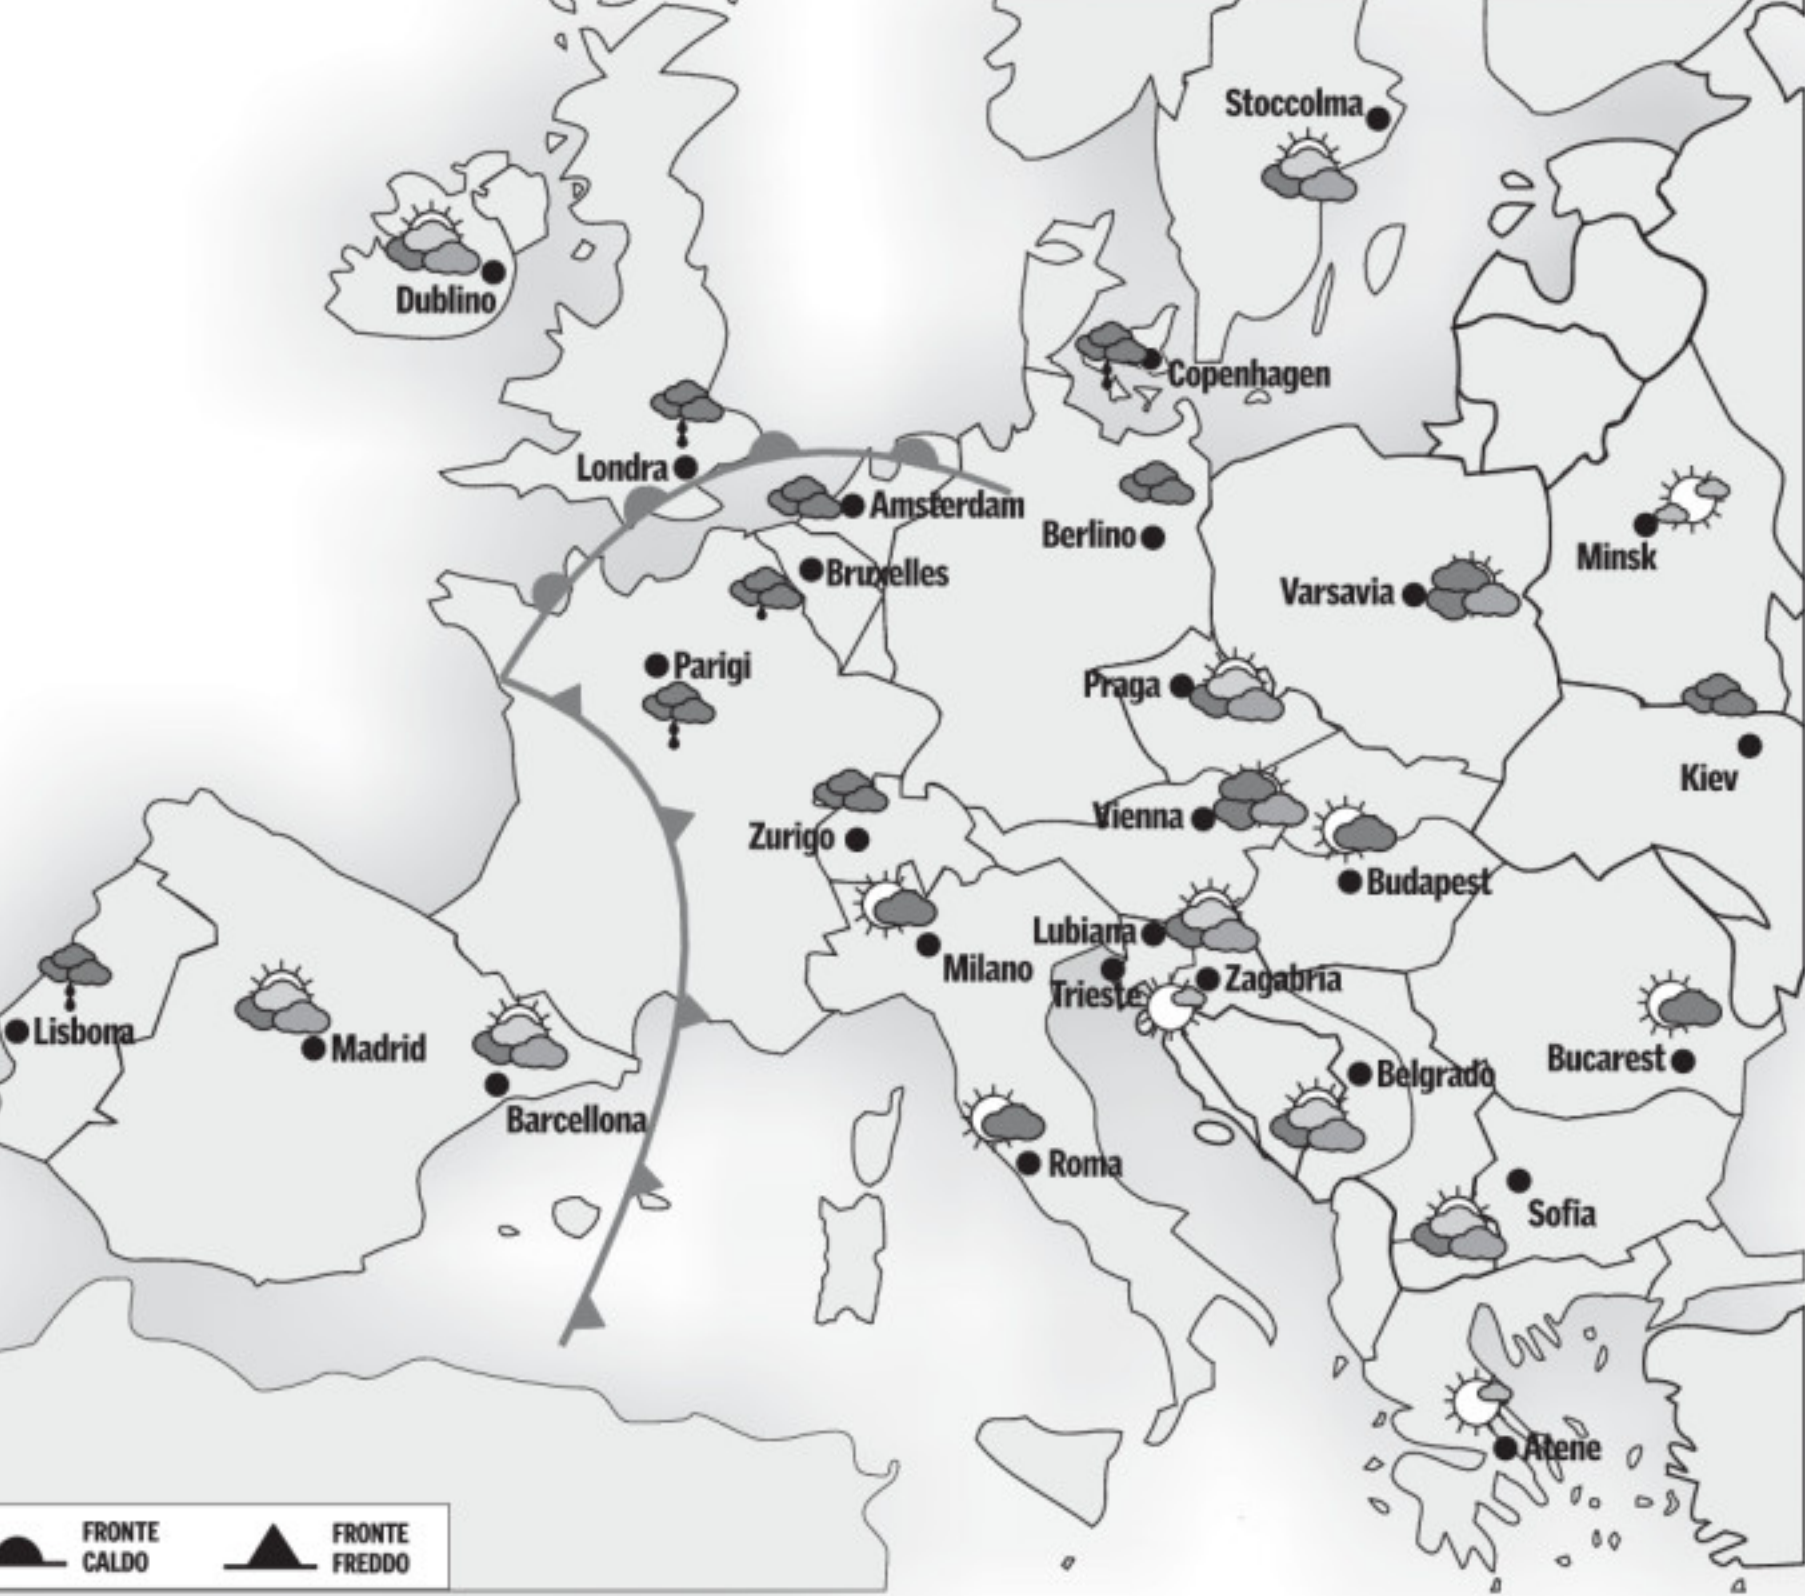 Stoccolma
Dublino
Copenhagen
Londra
Amsterdam
Berlino
Minsk
Bruxelles
Varsavia
Parigi
Praga
Kiev
Vienna
Zurigo
Budapest
Lubiana
Milano
Zagabria
Trieste
Lisbona
Madrid
Bucarest
Belgrado
Barcellona
Roma
Sofia
Atene
FRONTE
CALDO
FRONTE
FREDDO